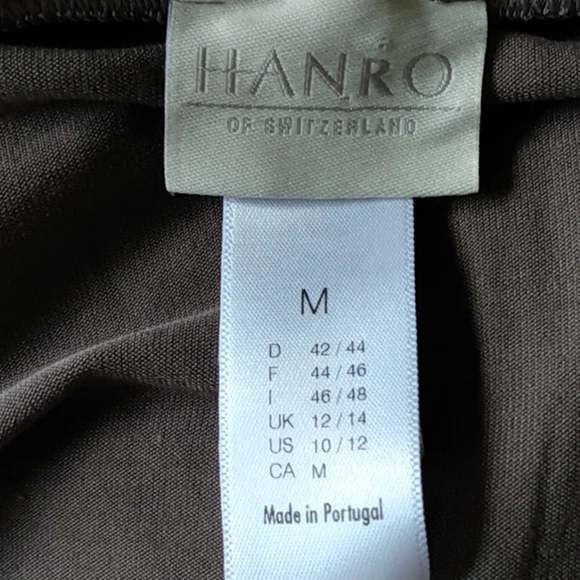 HANRO
OF SWITZERLAND
M
D 42 / 44
F 44 / 46
I 46 / 48
UK 12 / 14
US 10 / 12
CA M
Made in Portugal